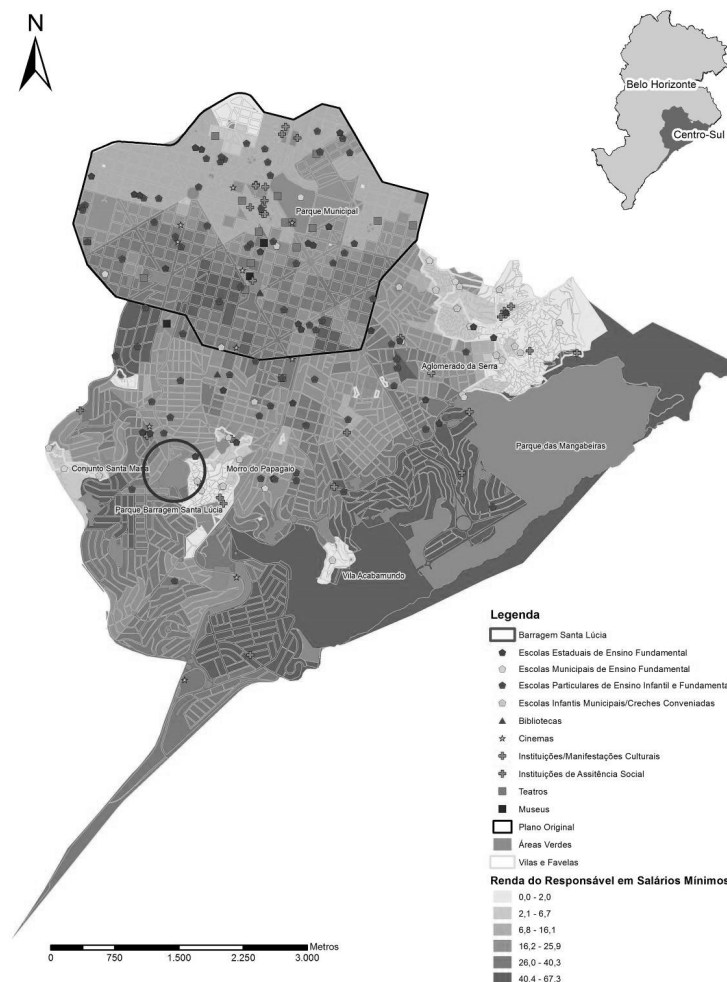 N
Belo Horizonte
Centro-Sul
Parque Municipal
Aglomerado da Serra
Parque das Mangabeiras
Conjunto Santa Maria
Morro do Papagaio
Parque Barragem Santa Lúcia
Vila Acabamundo
Legenda
Barragem Santa Lúcia
Escolas Estaduais de Ensino Fundamental
Escolas Municipais de Ensino Fundamental
Escolas Particulares de Ensino Infantil e Fundamenta
Escolas Infantis Municipais/Creches Conveniadas
Bibliotecas
Cinemas
Instituições/Manifestações Culturais
Instituições de Assitência Social
Teatros
Museus
Plano Original
Áreas Verdes
Vilas e Favelas
Renda do Responsável em Salários Mínimos
0,0 - 2,0
2,1 - 6,7
6,8 - 16,1
16,2 - 25,9
26,0 - 40,3
40,4 - 67,3
Metros
0 750 1.500 2.250 3.000